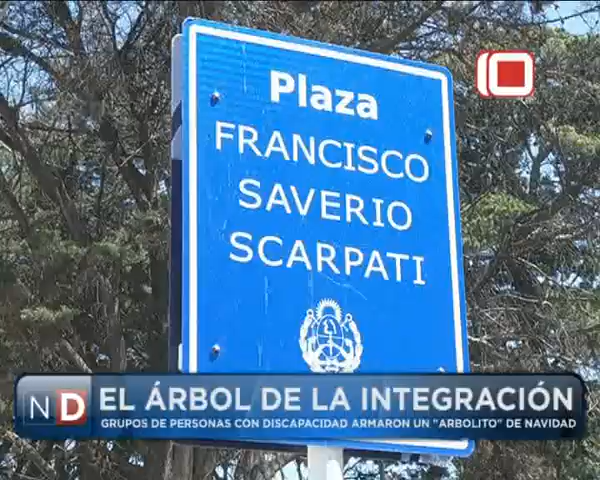 Plaza
FRANCISCO
SAVERIO
SCARPATI
ND EL ÁRBOL DE LA INTEGRACIÓN
GRUPOS DE PERSONAS CON DISCAPACIDAD ARMARON UN "ARBOLITO" DE NAVIDAD